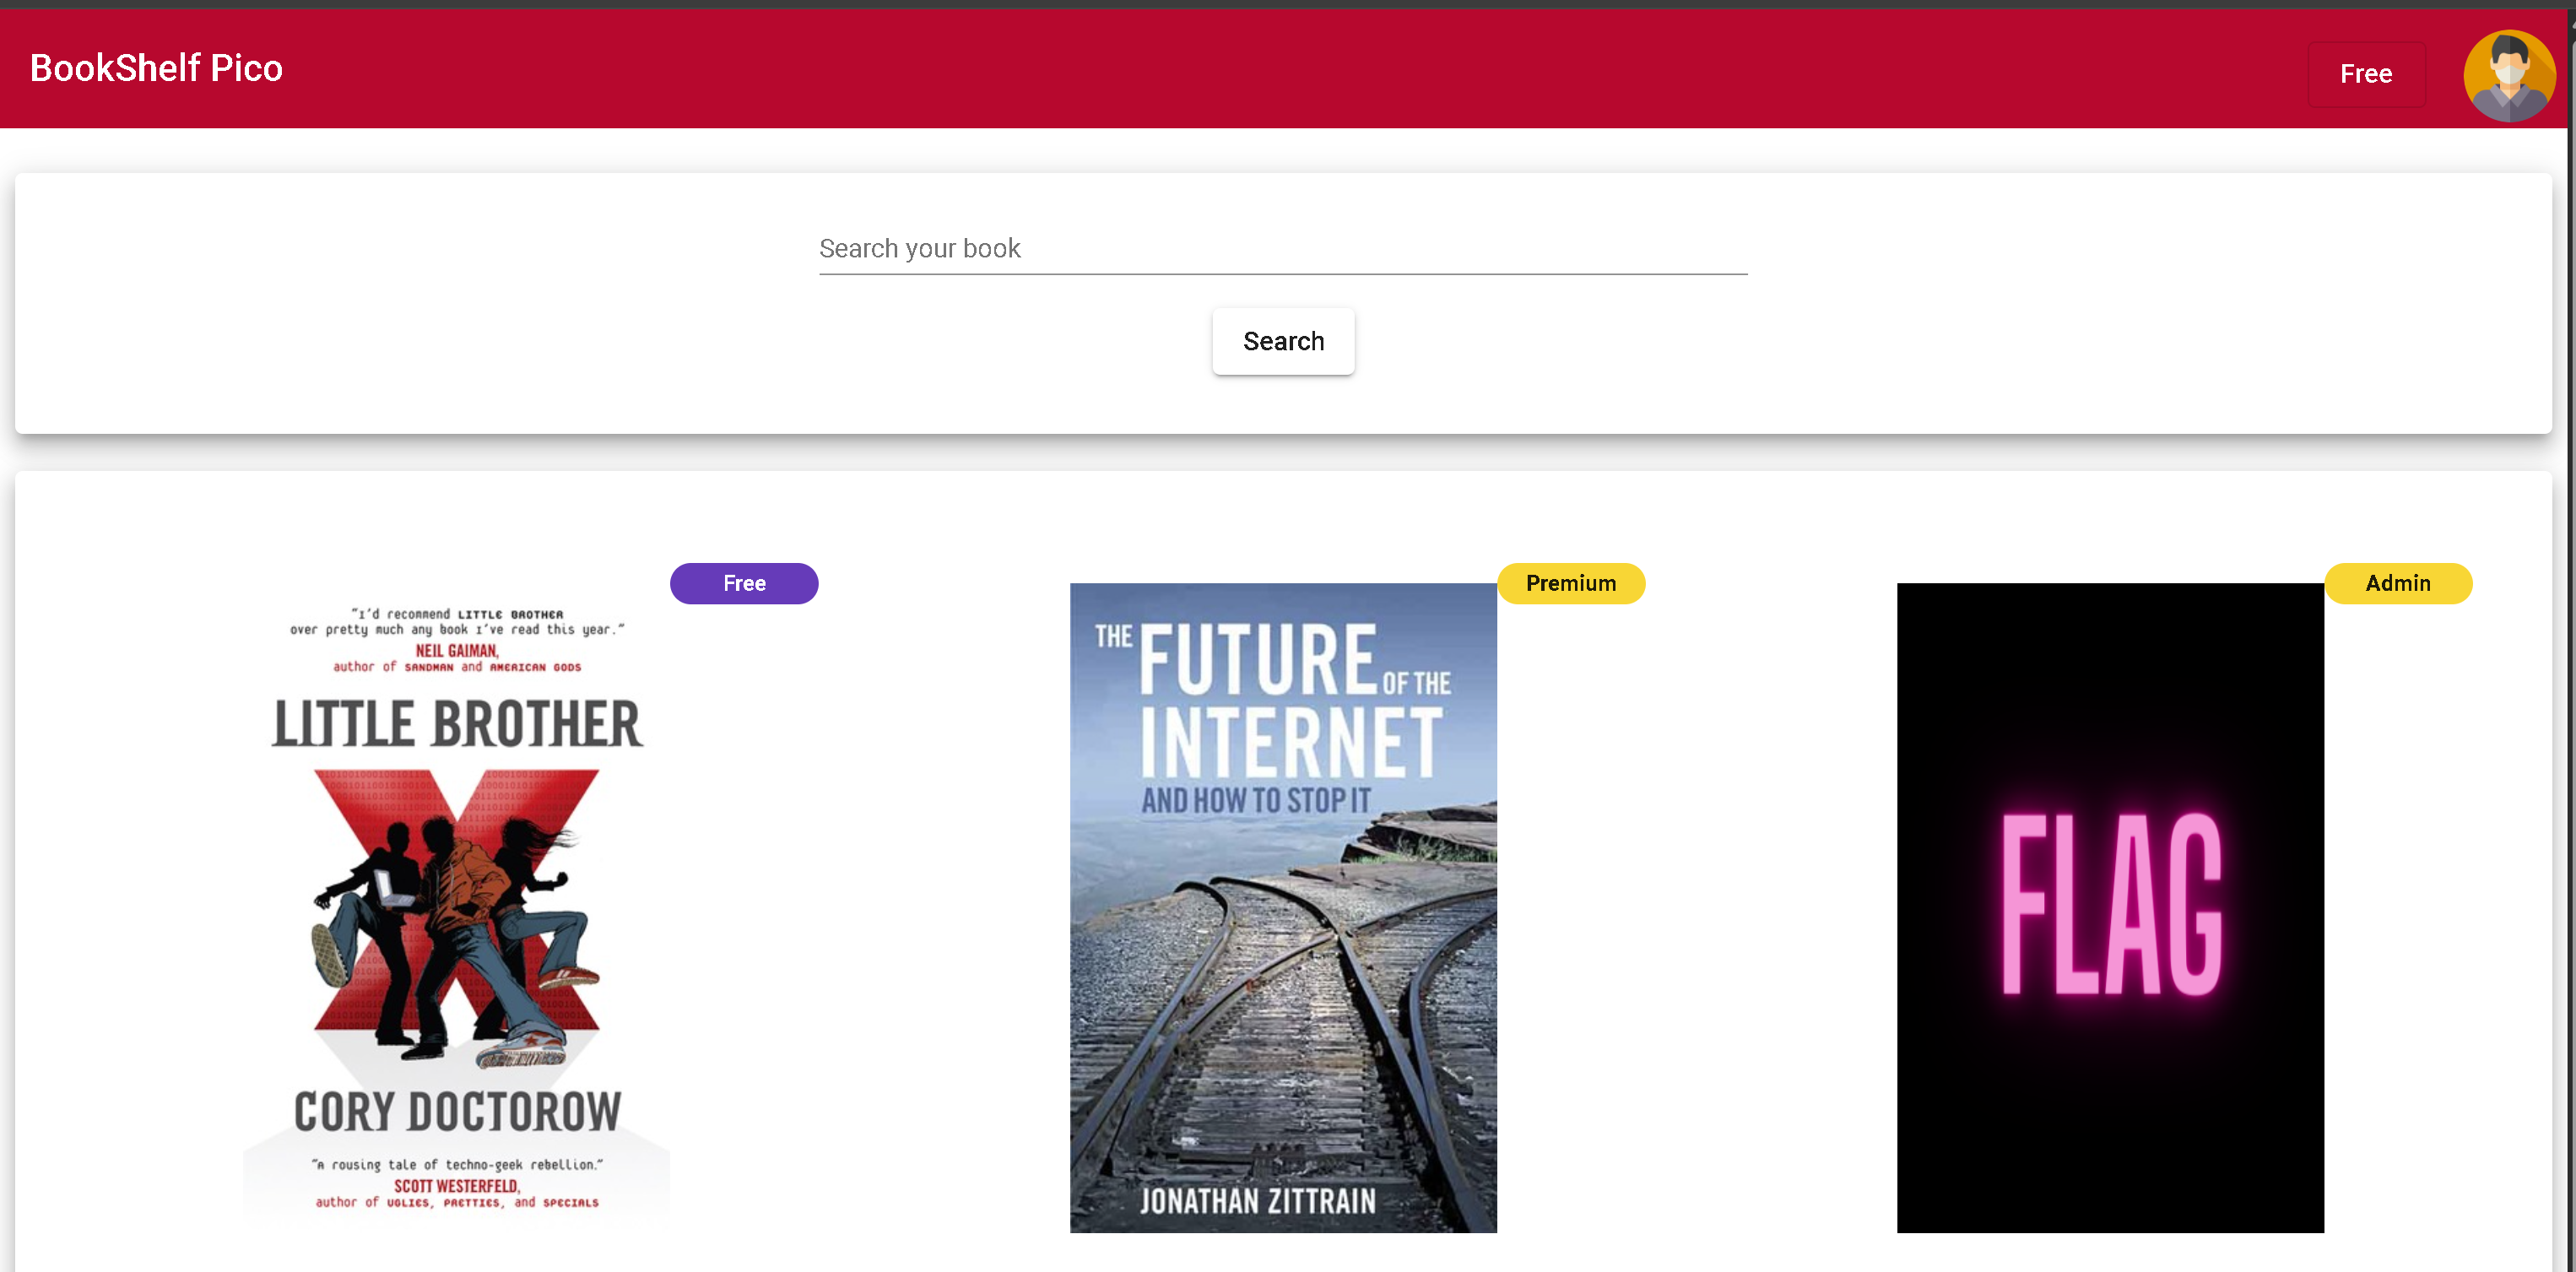 BookShelf Pico
Free
Search your book
Search
Free
"I'd recommend LITTLE BROTHER
over pretty much any book I've read this year."
NEIL GAIMAN,
author of SANDMAN and AMERICAN GODS
LITTLE BROTHER
CORY DOCTOROW
"A rousing tale of techno-geek rebellion."
SCOTT WESTERFELD,
author of UGLIES, PRETTIES, and SPECIALS
Premium
THE FUTURE OF THE
INTERNET
AND HOW TO STOP IT
JONATHAN ZITTRAIN
Admin
FLAG